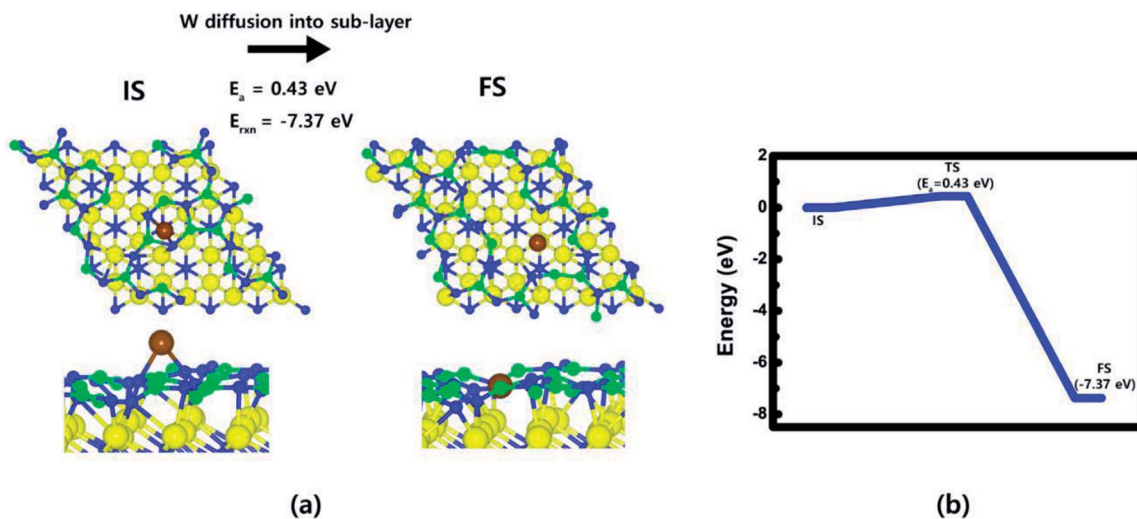 W diffusion into sub-layer
IS
Ea = 0.43 eV
Erxn = -7.37 eV
FS
(a)
Energy (eV)
2
0
-2
-4
-6
-8
IS
TS
(Ea=0.43 eV)
FS
(-7.37 eV)
(b)